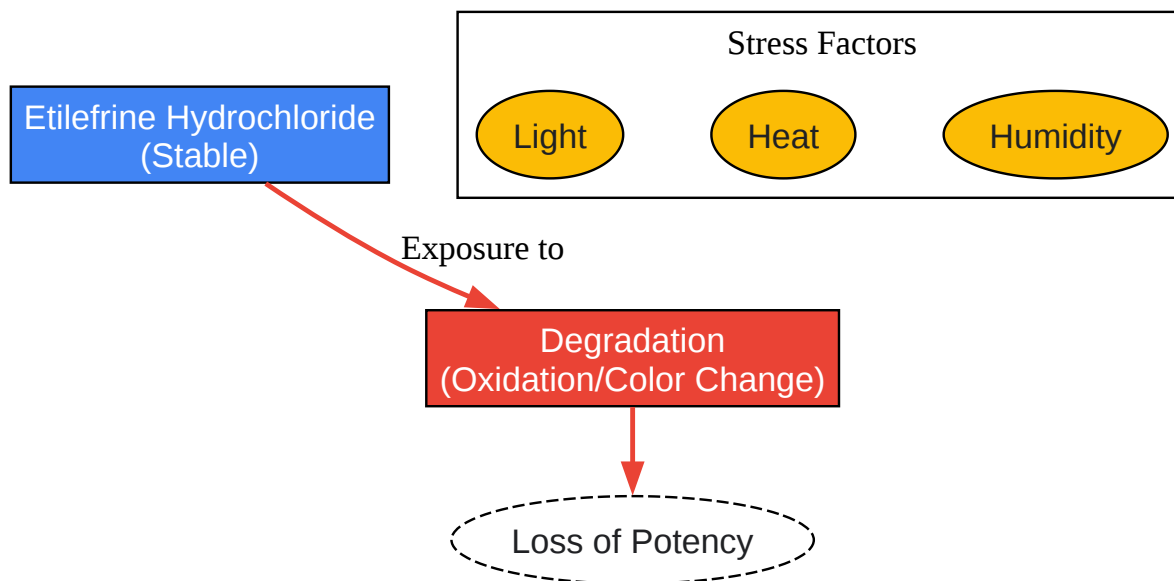 Stress Factors
Etilefrine Hydrochloride
(Stable)
Light
Heat
Humidity
Exposure to
Degradation
(Oxidation/Color Change)
Loss of Potency